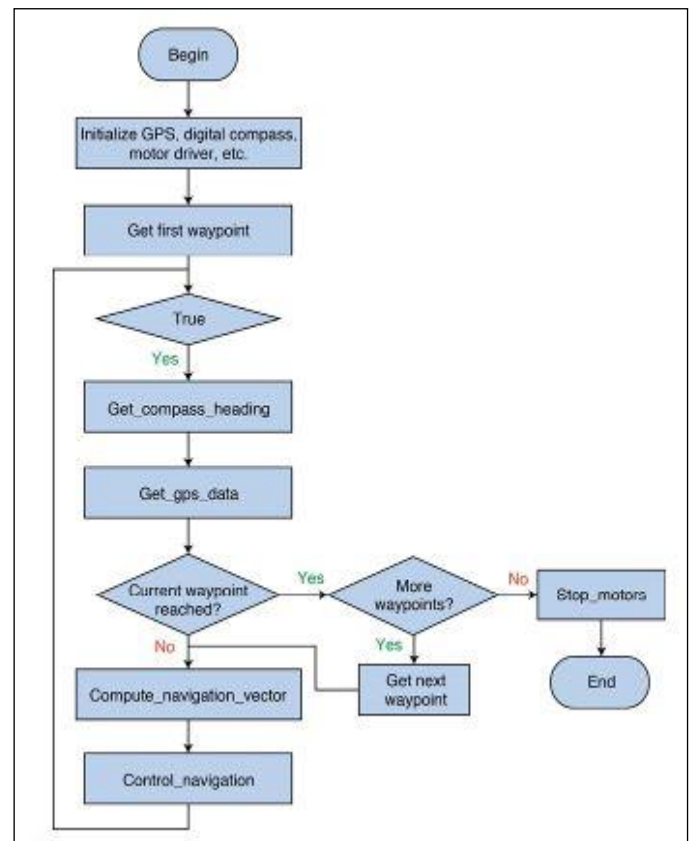 Begin
Initialize GPS, digital compass,
motor driver, etc.
Get first waypoint
True
Yes
Get_compass_heading
Get_gps_data
Current waypoint
reached?
Yes
More
waypoints?
No
Stop_motors
No
Yes
Get next
waypoint
End
Compute_navigation_vector
Control_navigation